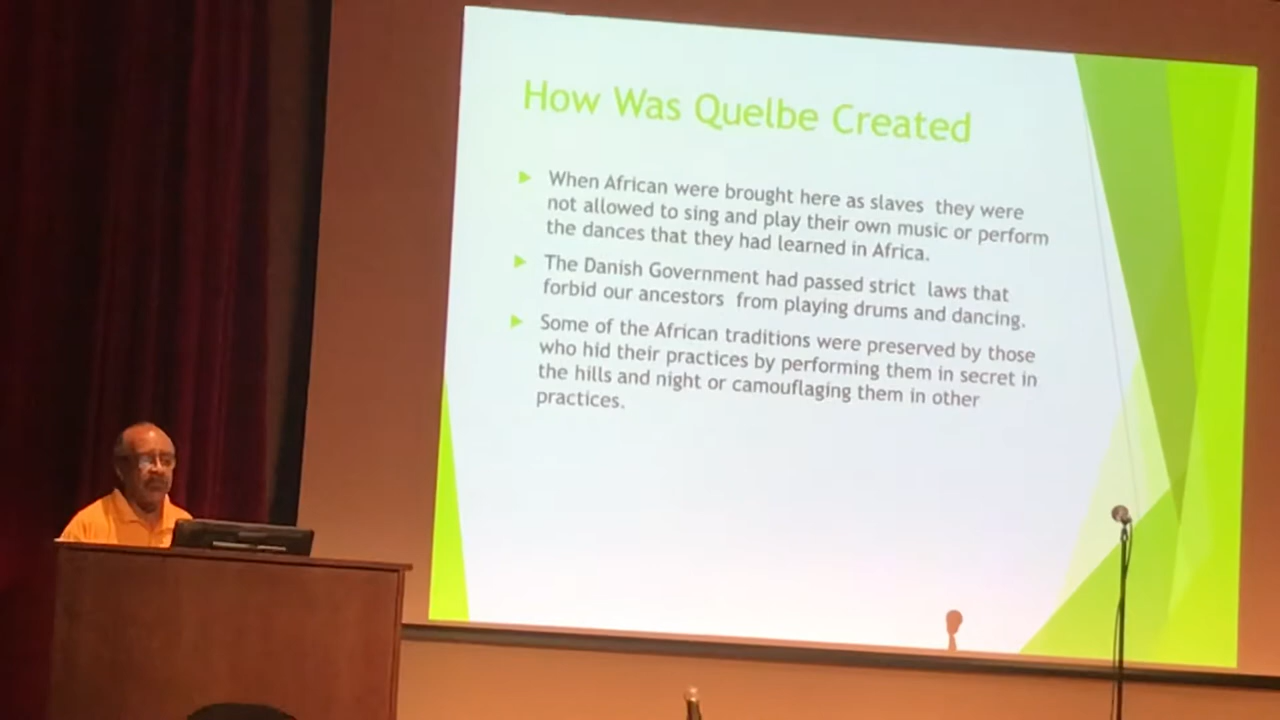 How Was Quelbe Created
When African were brought here as slaves they were
not allowed to sing and play their own music or perform
the dances that they had learned in Africa.
The Danish Government had passed strict laws that
forbid our ancestors from playing drums and dancing.
Some of the African traditions were preserved by those
who hid their practices by performing them in secret in
the hills and night or camouflaging them in other
practices.